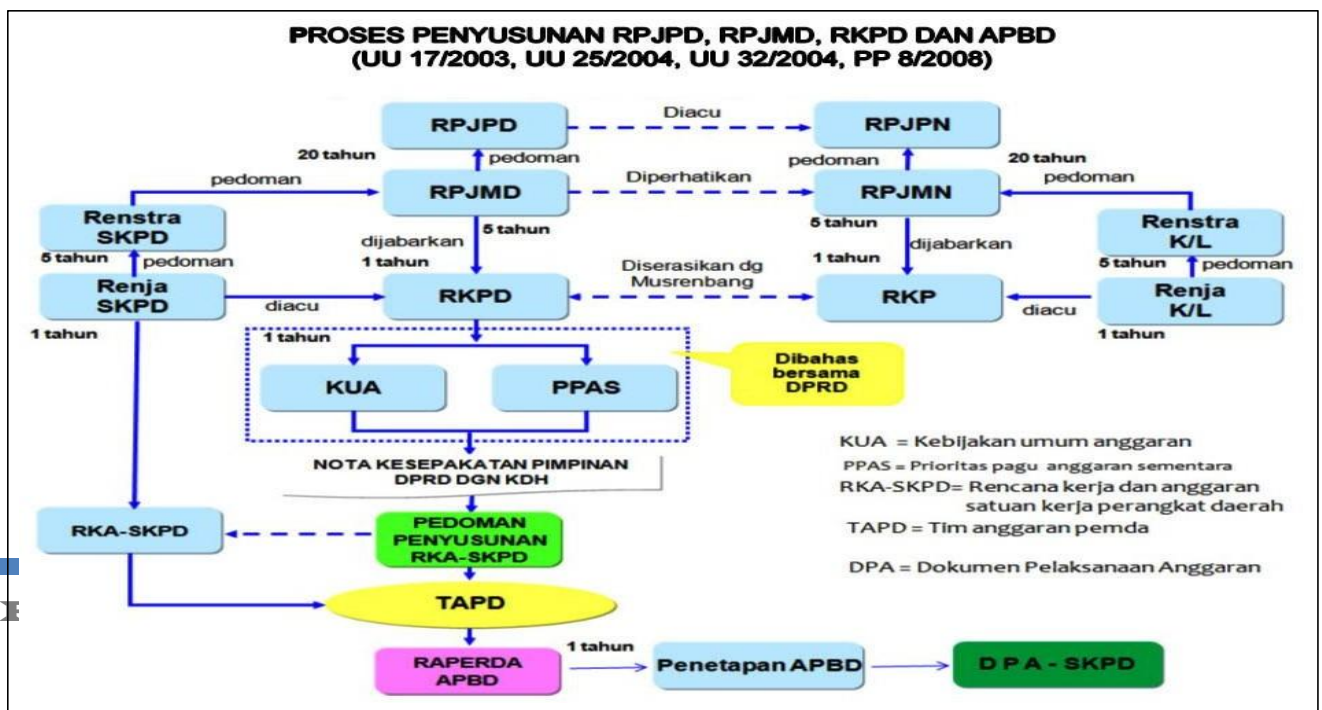 PROSES PENYUSUNAN RPJPD, RPJMD, RKPD DAN APBD
(UU 17/2003, UU 25/2004, UU 32/2004, PP 8/2008)
RPJPD
Diacu
RPJPN
20 tahun
pedoman
pedoman
20 tahun
pedoman
RPJMD
Diperhatikan
RPJMN
pedoman
Renstra
SKPD
5 tahun
dijabarkan
1 tahun
5 tahun
dijabarkan
1 tahun
Renstra
K/L
5 tahun
pedoman
5 tahun
pedoman
Renja
SKPD
diacu
RKPD
Diserasikan dg
Musrenbang
RKP
diacu
Renja
K/L
1 tahun
1 tahun
1 tahun
KUA
PPAS
Dibahas
bersama
DPRD
NOTA KESEPAKATAN PIMPINAN
DPRD DGN KDH
KUA = Kebijakan umum anggaran
PPAS = Prioritas pagu anggaran sementara
RKA-SKPD= Rencana kerja dan anggaran
satuan kerja perangkat daerah
TAPD = Tim anggaran pemda
DPA = Dokumen Pelaksanaan Anggaran
RKA-SKPD
PEDOMAN
PENYUSUNAN
RKA-SKPD
TAPD
RAPERDA
APBD
1 tahun
Penetapan APBD
D P A - SKPD